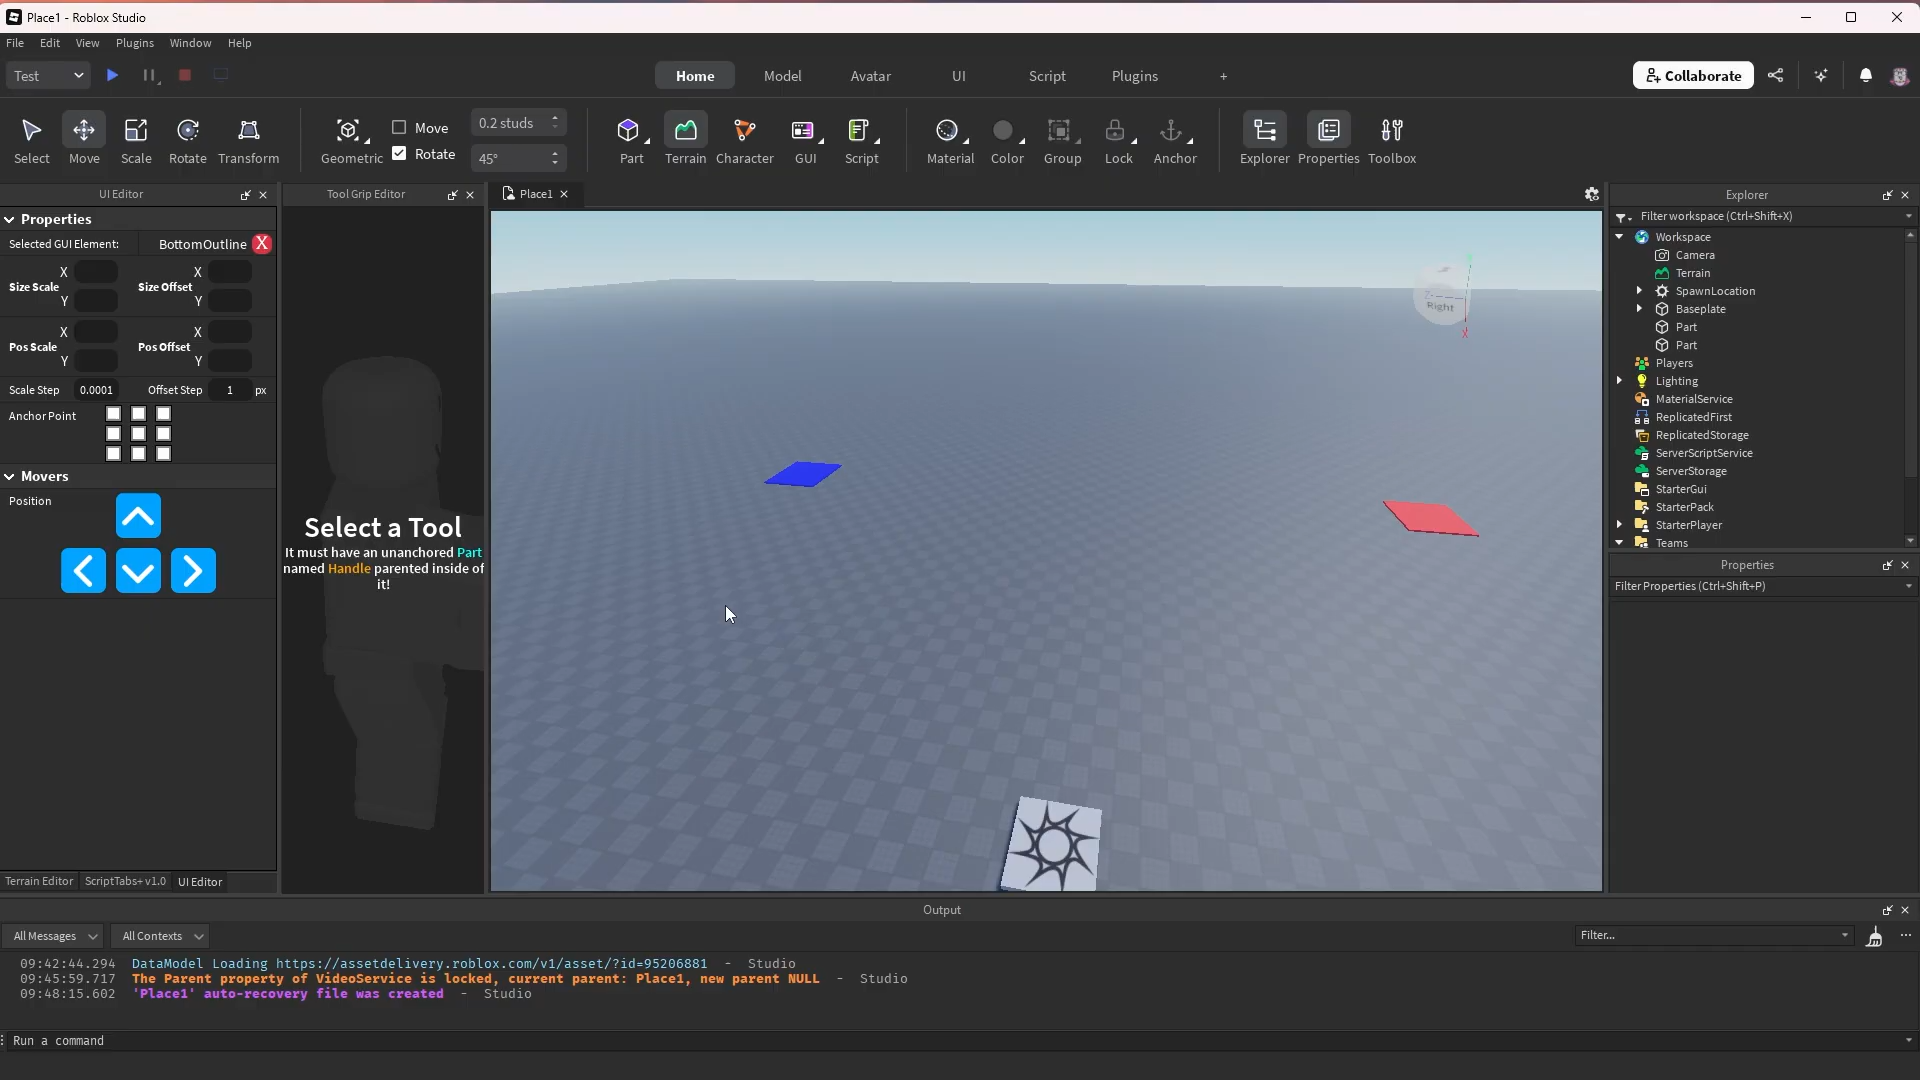 Place1 - Roblox Studio
File Edit View Plugins Window Help
Test
Home Model Avatar UI Script Plugins +
Collaborate
Select Move Scale Rotate Transform
Geometric
Move
Rotate
0.2 studs
45°
Part Terrain Character GUI Script
Material Color Group Lock Anchor
Explorer Properties Toolbox
UI Editor
Properties
Selected GUI Element: BottomOutline X
Size Scale X Y
Size Offset X Y
Pos Scale X Y
Pos Offset X Y
Scale Step 0.0001 Offset Step 1 px
Anchor Point
Movers
Position
Terrain Editor ScriptTabs+ v1.0 UI Editor
Tool Grip Editor
Select a Tool
It must have an unanchored Part
named Handle parented inside of
it!
Place1
Right
X
Explorer
Filter workspace (Ctrl+Shift+X)
Workspace
Camera
Terrain
SpawnLocation
Baseplate
Part
Part
Players
Lighting
MaterialService
ReplicatedFirst
ReplicatedStorage
ServerScriptService
ServerStorage
StarterGui
StarterPack
StarterPlayer
Teams
Properties
Filter Properties (Ctrl+Shift+P)
Output
All Messages All Contexts Filter...
09:42:44.294 DataModel Loading https://assetdelivery.roblox.com/v1/asset/?id=95206881 - Studio
09:45:59.717 The Parent property of VideoService is locked, current parent: Place1, new parent NULL - Studio
09:48:15.602 'Place1' auto-recovery file was created - Studio
Run a command